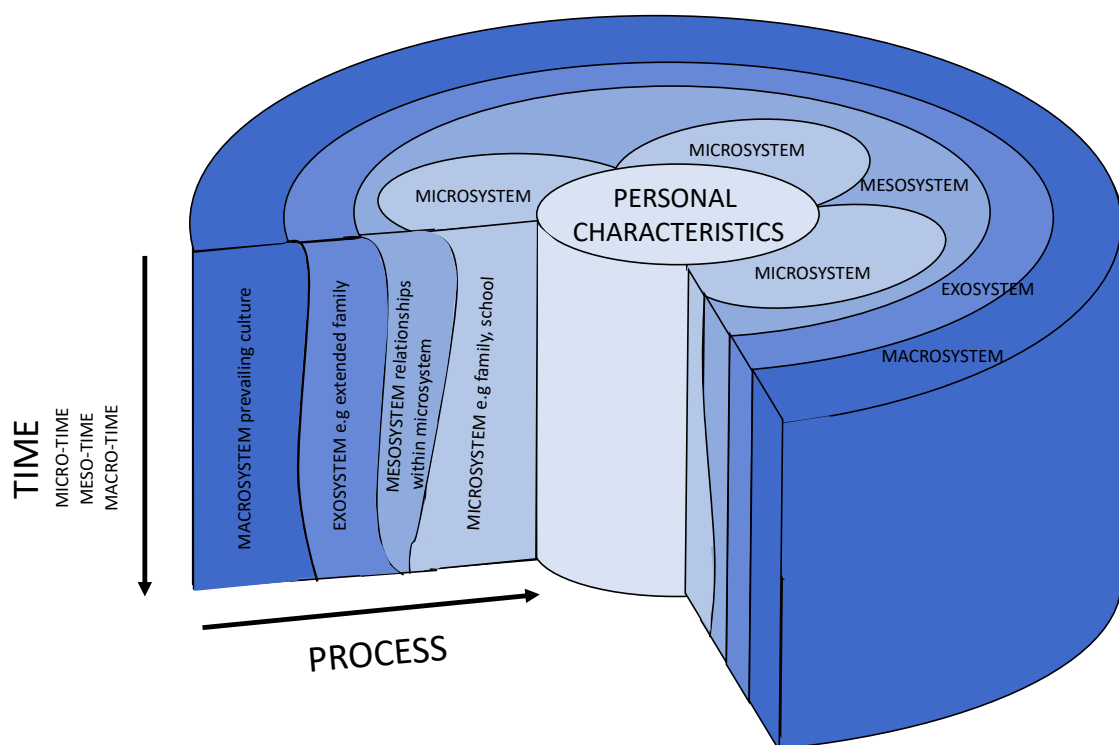 MICROSYSTEM
MICROSYSTEM
PERSONAL
CHARACTERISTICS
MESOSYSTEM
MICROSYSTEM
EXOSYSTEM
MACROSYSTEM
TIME
MICRO-TIME
MESO-TIME
MACRO-TIME
MACROSYSTEM prevailing culture
EXOSYSTEM e.g extended family
MESOSYSTEM relationships
within microsystem
MICROSYSTEM e.g family, school
PROCESS